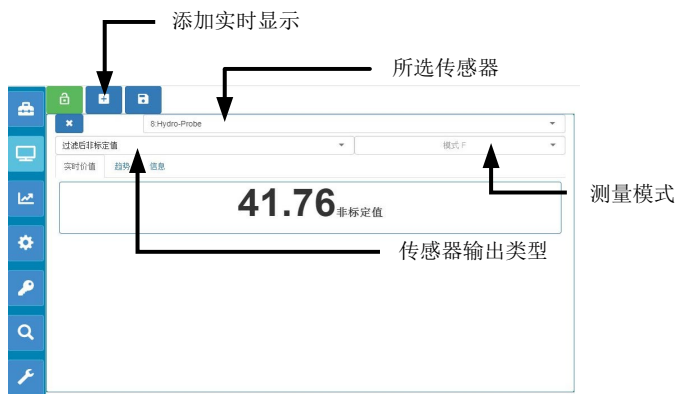 添加实时显示
所选传感器
8:Hydro-Probe
过滤后非标定值
模式 F
实时价值 趋势 信息
测量模式
41.76非标定值
传感器输出类型